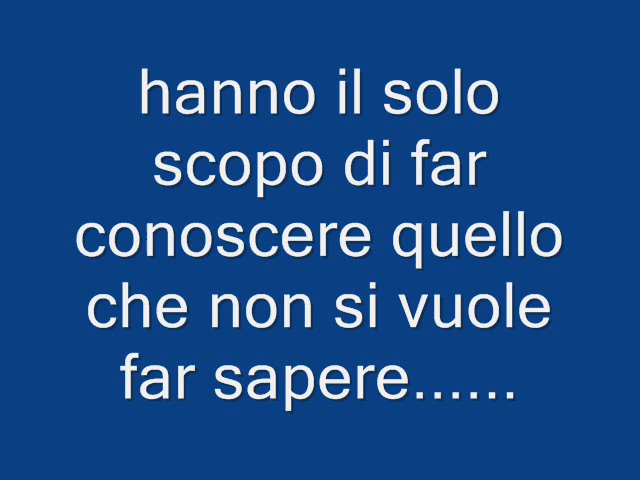 hanno il solo
scopo di far
conoscere quello
che non si vuole
far sapere......